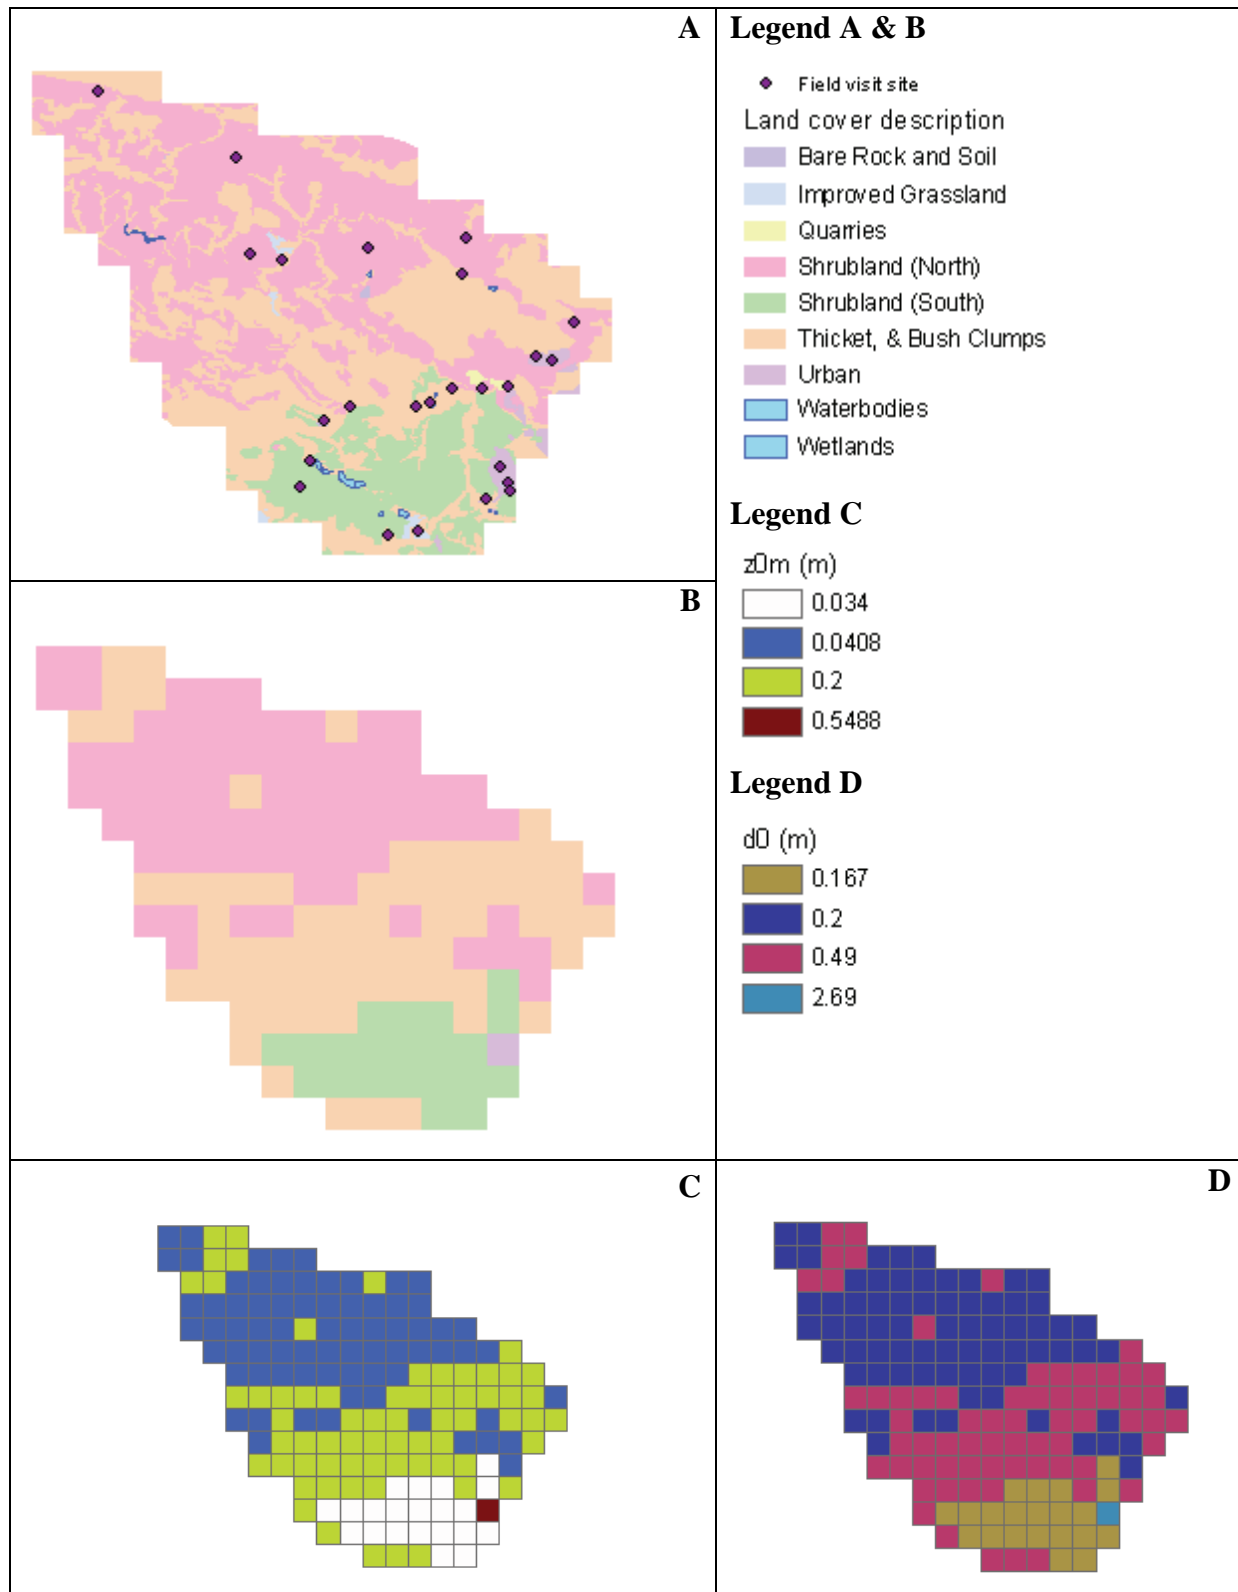 A
Legend A & B
Field visit site
Land cover description
Bare Rock and Soil
Improved Grassland
Quarries
Shrubland (North)
Shrubland (South)
Thicket, & Bush Clumps
Urban
Waterbodies
Wetlands
Legend C
z0m (m)
0.034
0.0408
0.2
0.5488
Legend D
d0 (m)
0.167
0.2
0.49
2.69
B
C
D